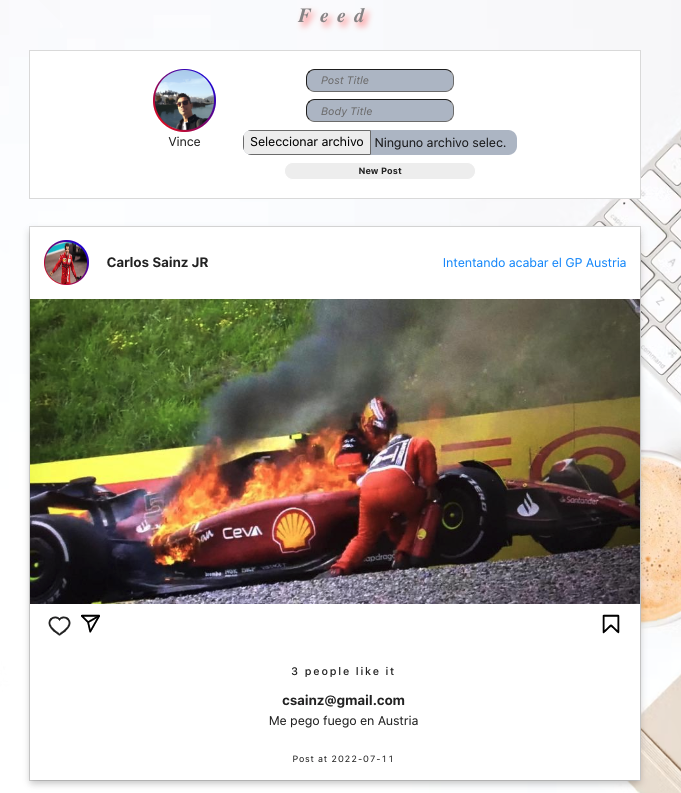 Feed
Post Title
Body Title
Vince
Seleccionar archivo Ninguno archivo selec.
New Post
Carlos Sainz JR
Intentando acabar el GP Austria
CeVA
Santander
3 people like it
csainz@gmail.com
Me pego fuego en Austria
Post at 2022-07-11